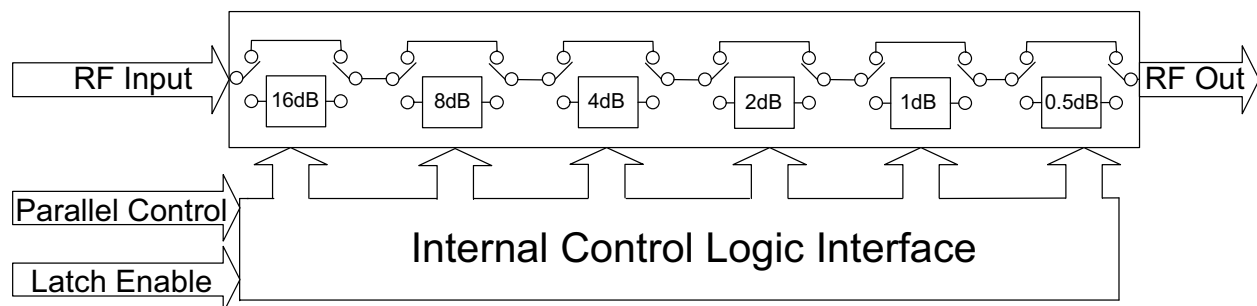 RF Input
16dB
8dB
4dB
2dB
1dB
0.5dB
RF Out
Parallel Control
Internal Control Logic Interface
Latch Enable